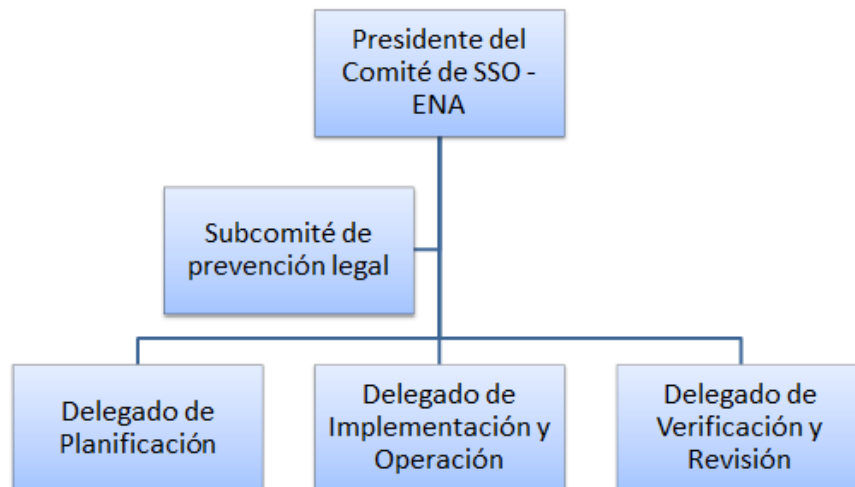 Presidente del
Comité de SSO -
ENA
Subcomité de
prevención legal
Delegado de
Planificación
Delegado de
Implementación y
Operación
Delegado de
Verificación y
Revisión